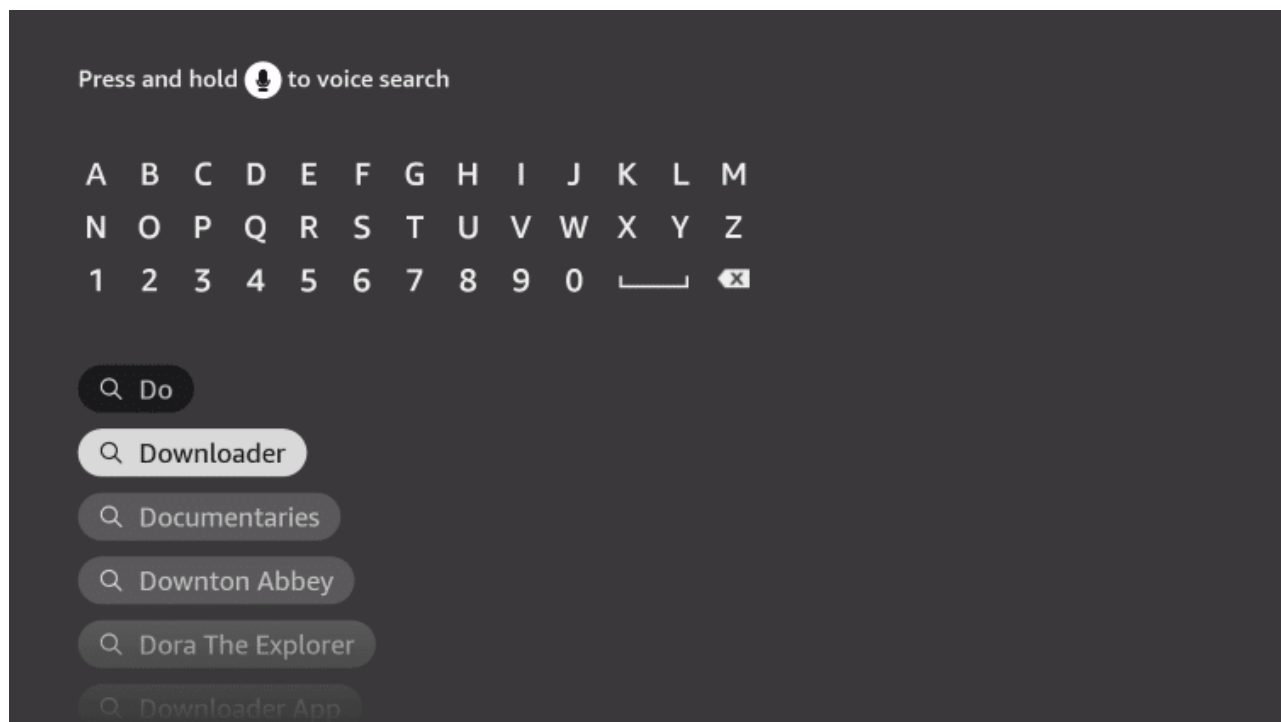 Press and hold to voice search
A B C D E F G H I J K L M
N O P Q R S T U V W X Y Z
1 2 3 4 5 6 7 8 9 0
Do
Downloader
Documentaries
Downton Abbey
Dora The Explorer
Downloader App